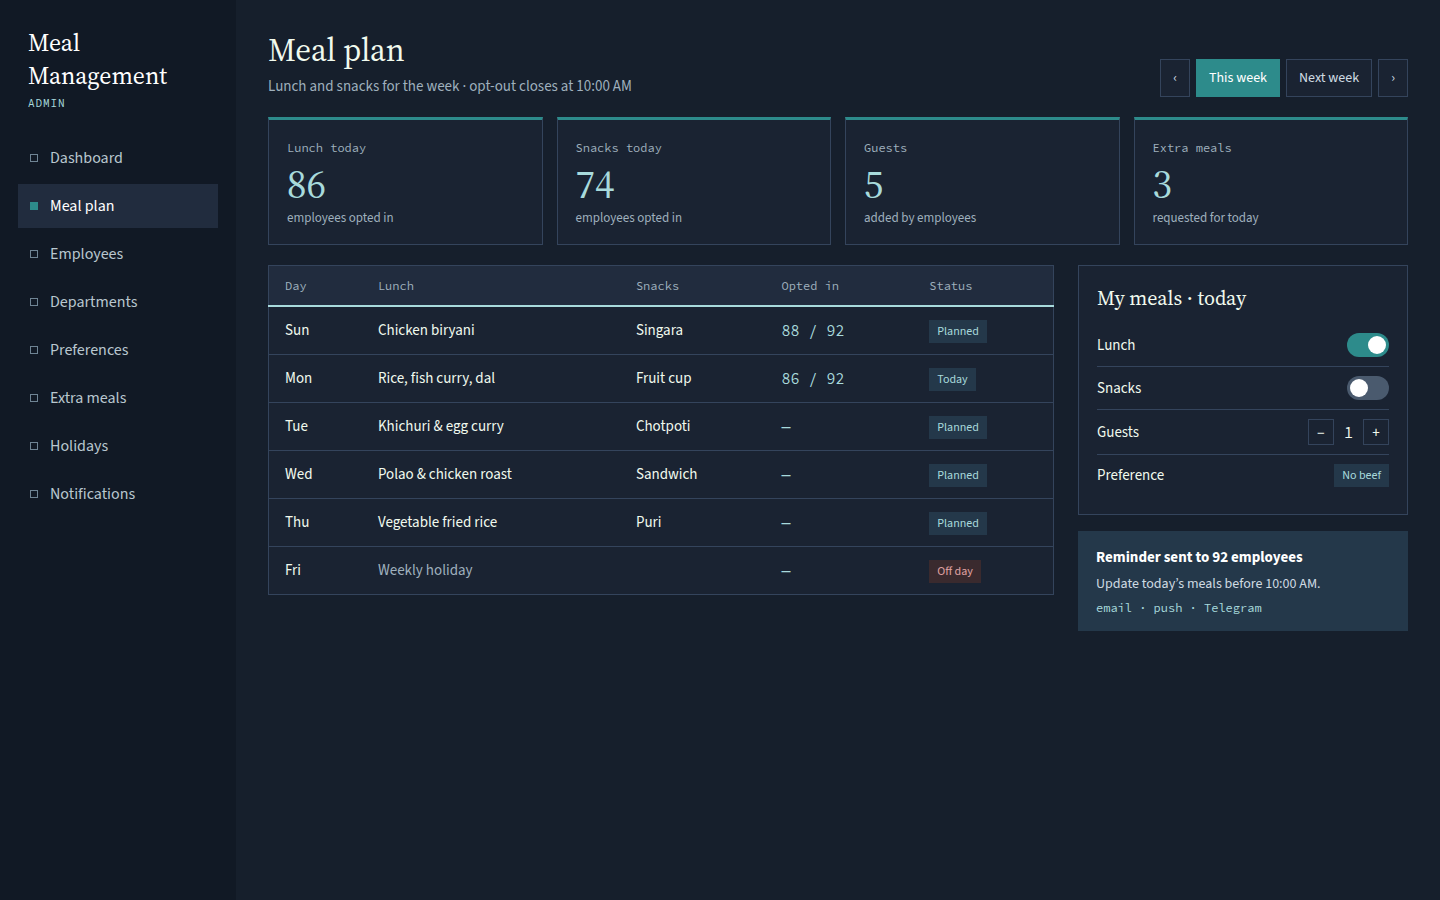 Meal
Management
ADMIN
Dashboard
Meal plan
Employees
Departments
Preferences
Extra meals
Holidays
Notifications
Meal plan
Lunch and snacks for the week · opt-out closes at 10:00 AM
‹ This week Next week ›
Lunch today
86
employees opted in
Snacks today
74
employees opted in
Guests
5
added by employees
Extra meals
3
requested for today
Day Lunch Snacks Opted in Status
Sun Chicken biryani Singara 88 / 92 Planned
Mon Rice, fish curry, dal Fruit cup 86 / 92 Today
Tue Khichuri & egg curry Chotpoti — Planned
Wed Polao & chicken roast Sandwich — Planned
Thu Vegetable fried rice Puri — Planned
Fri Weekly holiday — Off day
My meals · today
Lunch
Snacks
Guests − 1 +
Preference No beef
Reminder sent to 92 employees
Update today’s meals before 10:00 AM.
email · push · Telegram